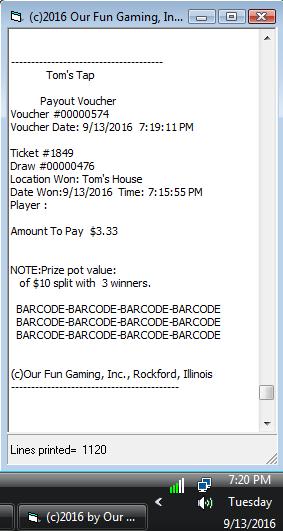 (c)2016 Our Fun Gaming, In...
----------------------------------------
Tom's Tap
Payout Voucher
Voucher #00000574
Voucher Date: 9/13/2016  7:19:11 PM
Ticket #1849
Draw #00000476
Location Won: Tom's House
Date Won:9/13/2016  Time: 7:15:55 PM
Player :
Amount To Pay  $3.33
NOTE:Prize pot value:
of $10 split with  3 winners.
BARCODE-BARCODE-BARCODE-BARCODE
BARCODE-BARCODE-BARCODE-BARCODE
BARCODE-BARCODE-BARCODE-BARCODE
(c)Our Fun Gaming, Inc., Rockford, Illinois
--------------------------------------------
Lines printed=  1120
7:20 PM
Tuesday
(c)2016 by Our ...
9/13/2016